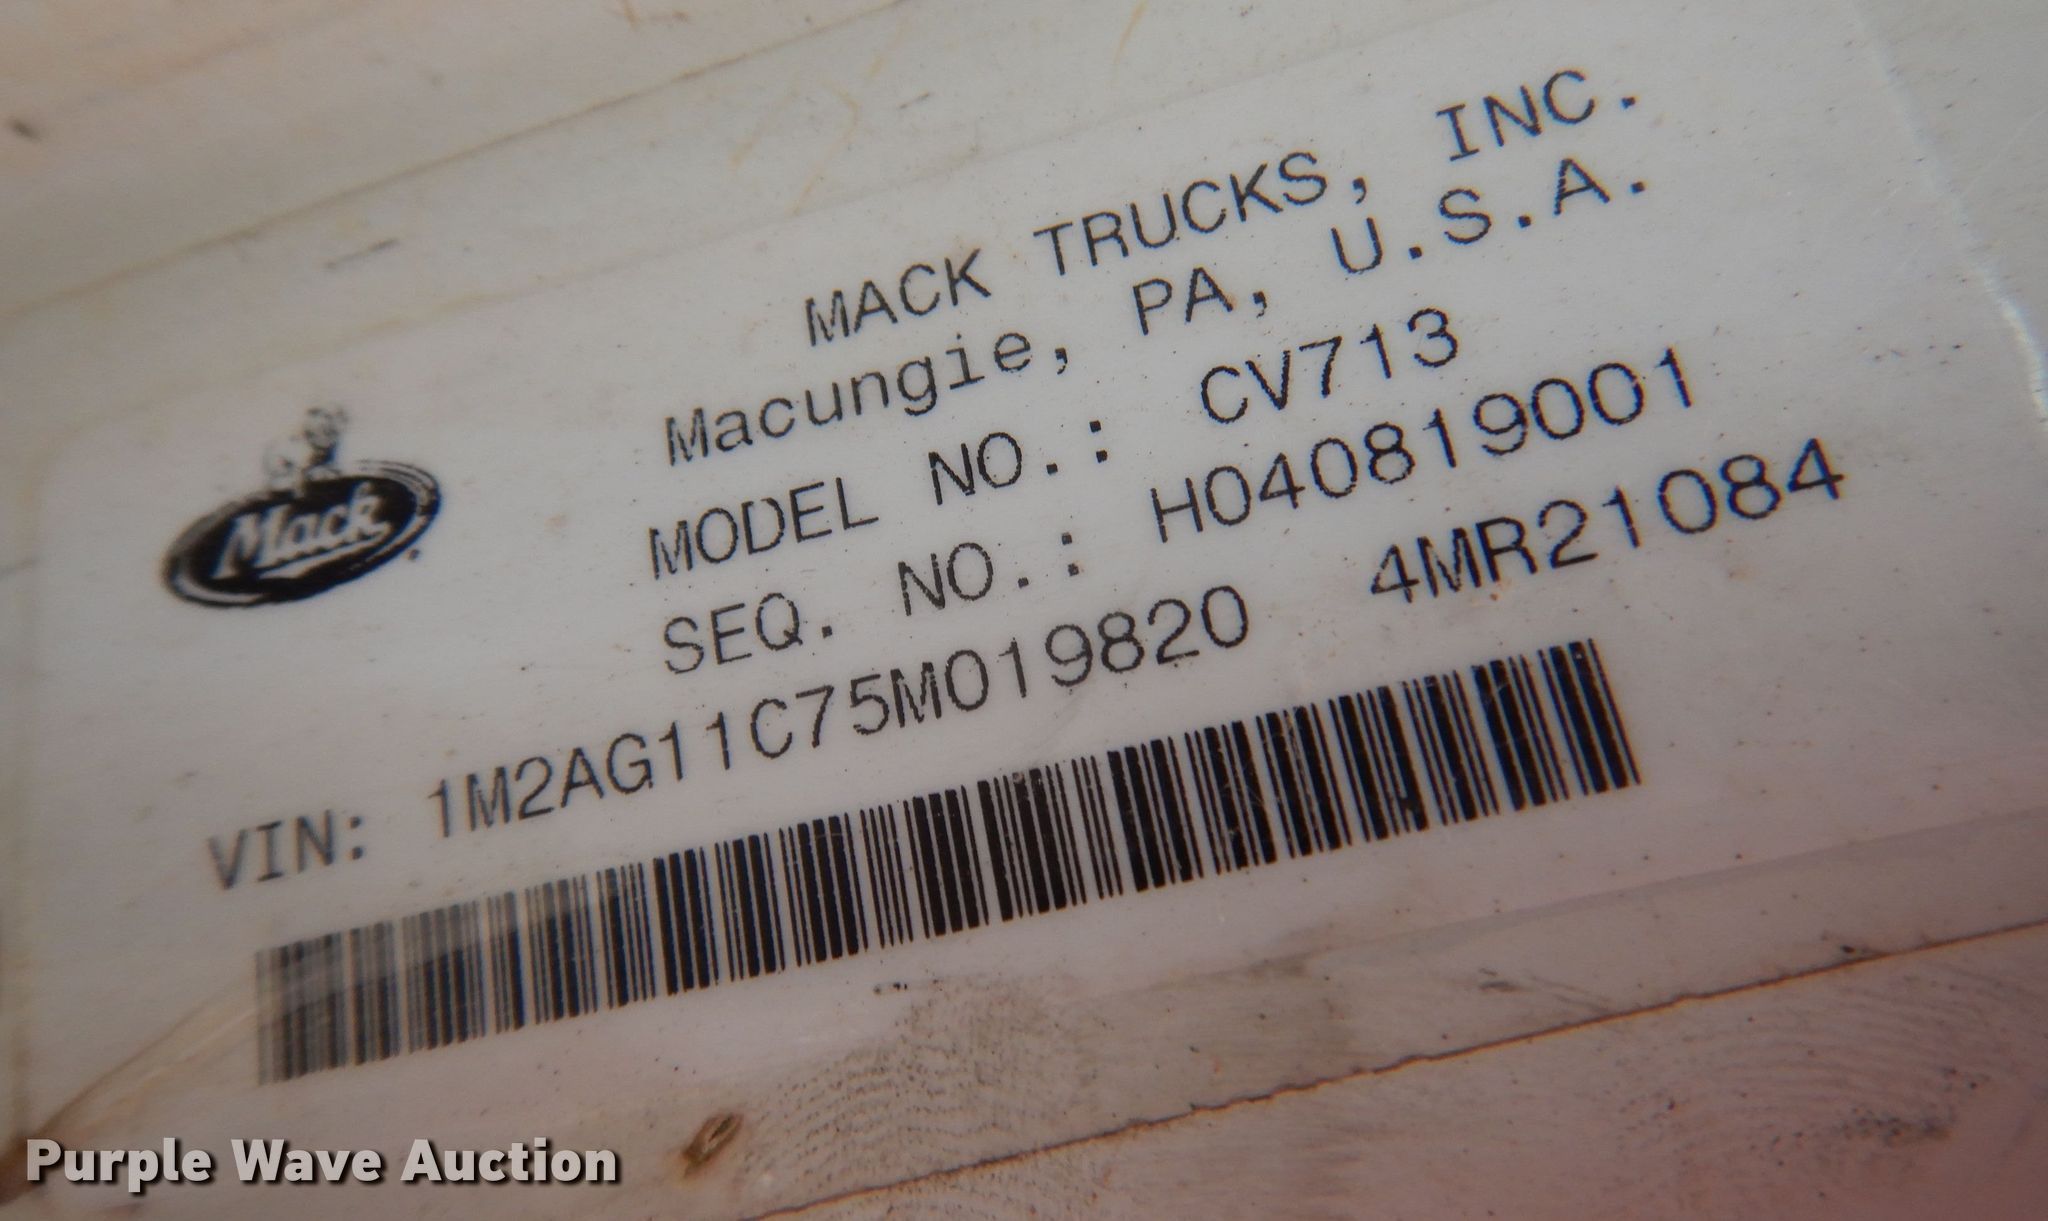 MACK TRUCKS, INC.
Macungie, PA, U.S.A.
MODEL NO.: CV713
SEQ. NO.: H040819001
VIN: 1M2AG11C75M019820 4MR21084
Mack
Purple Wave Auction